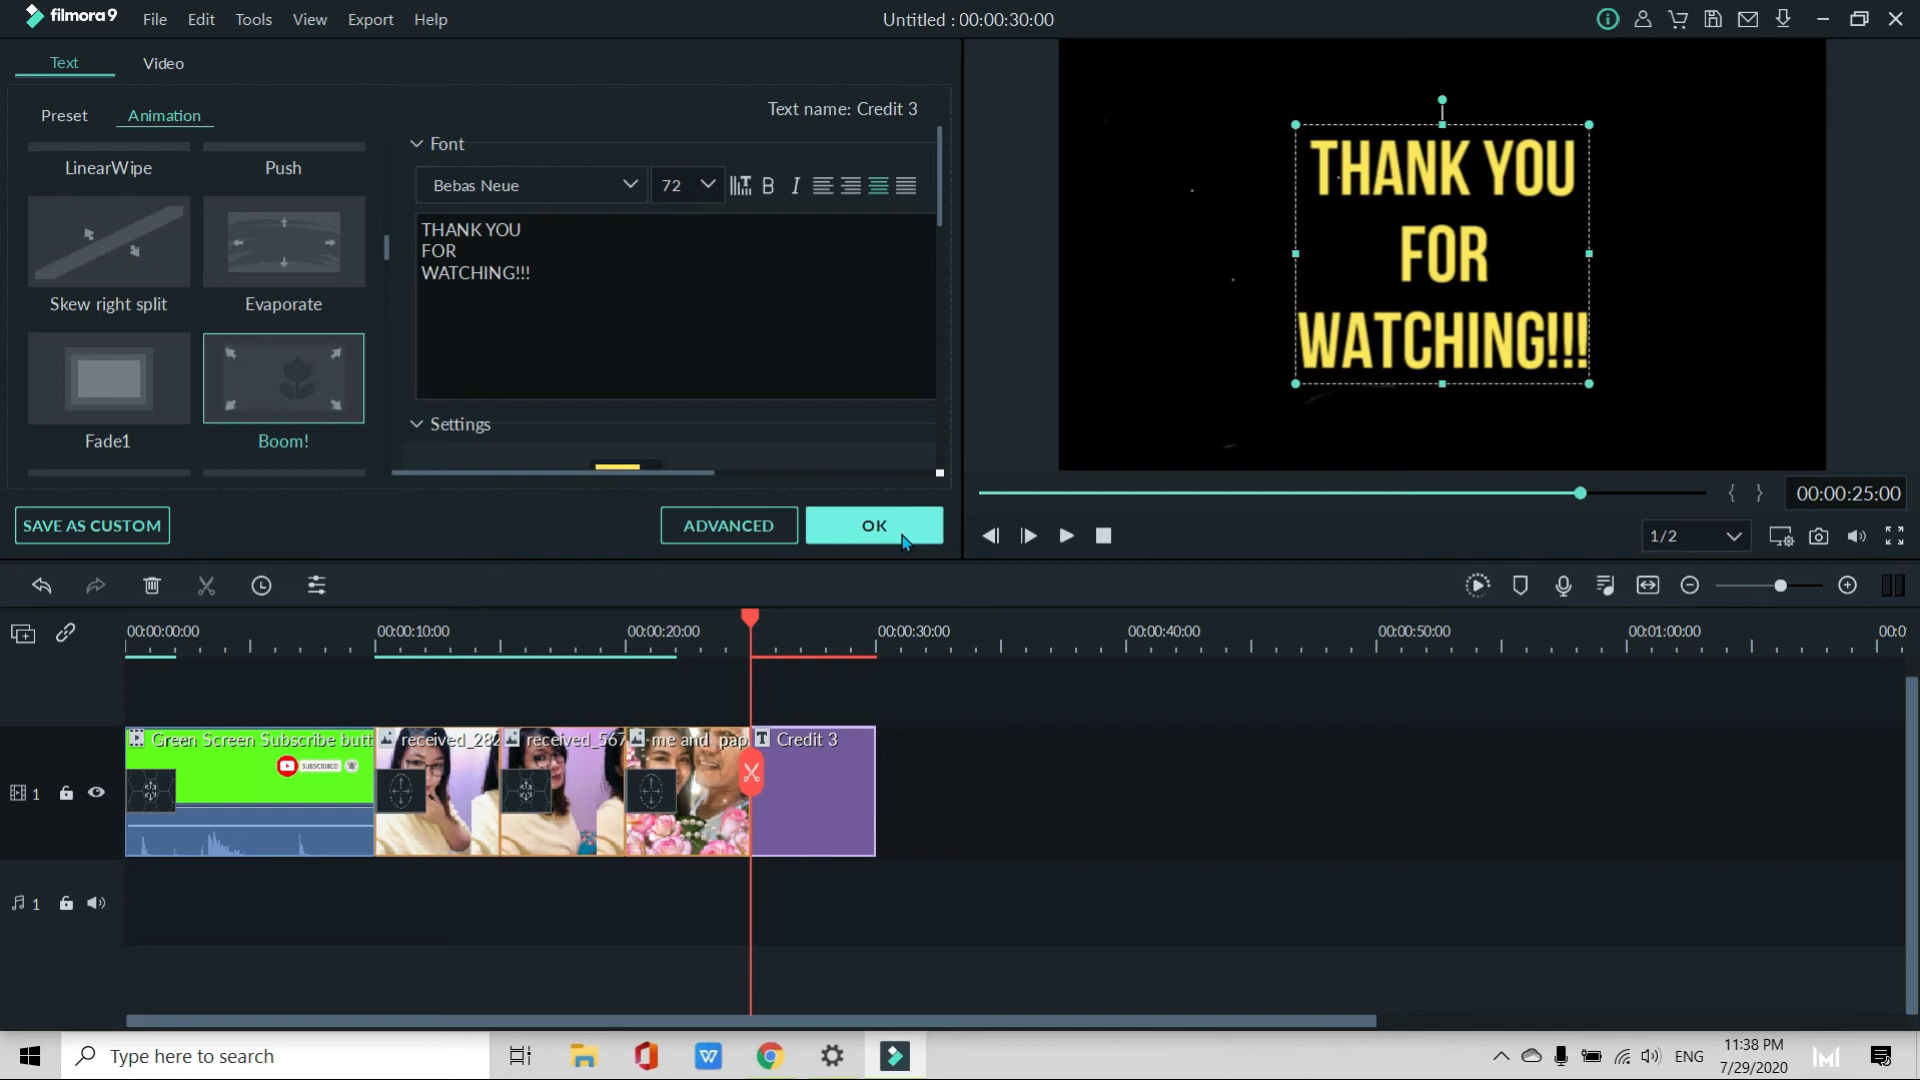 filmora9
File Edit Tools View Export Help
Untitled : 00:00:30:00
Text Video
Preset Animation
Text name: Credit 3
LinearWipe Push
Skew right split Evaporate
Fade1 Boom!
Font
Bebas Neue 72 B I
THANK YOU
FOR
WATCHING!!!
Settings
THANK YOU
FOR
WATCHING!!!
SAVE AS CUSTOM ADVANCED OK
{ } 00:00:25:00
1/2
00:00:00:00 00:00:10:00 00:00:20:00 00:00:30:00 00:00:40:00 00:00:50:00 00:01:00:00 00:0
Green Screen Subscribe butt received_282 received_567 me and pap T Credit 3
SUBSCRIBED
1
1
Type here to search
W
ENG
11:38 PM
7/29/2020